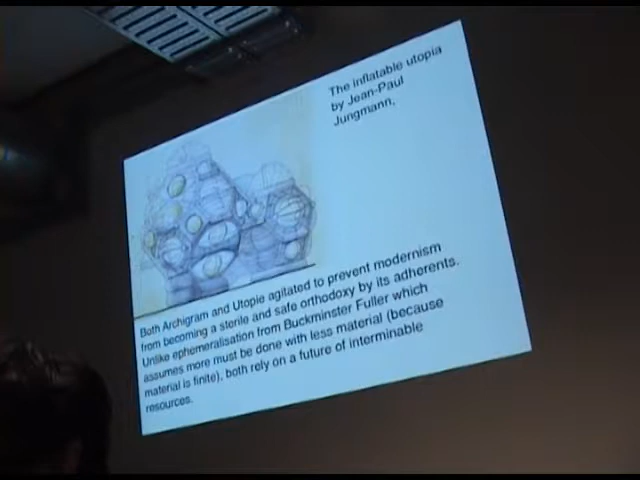 The inflatable utopia
by Jean-Paul
Jungmann,
Both Archigram and Utopie agitated to prevent modernism
from becoming a sterile and safe orthodoxy by its adherents.
Unlike ephemeralisation from Buckminster Fuller which
assumes more must be done with less material (because
material is finite), both rely on a future of interminable
resources.